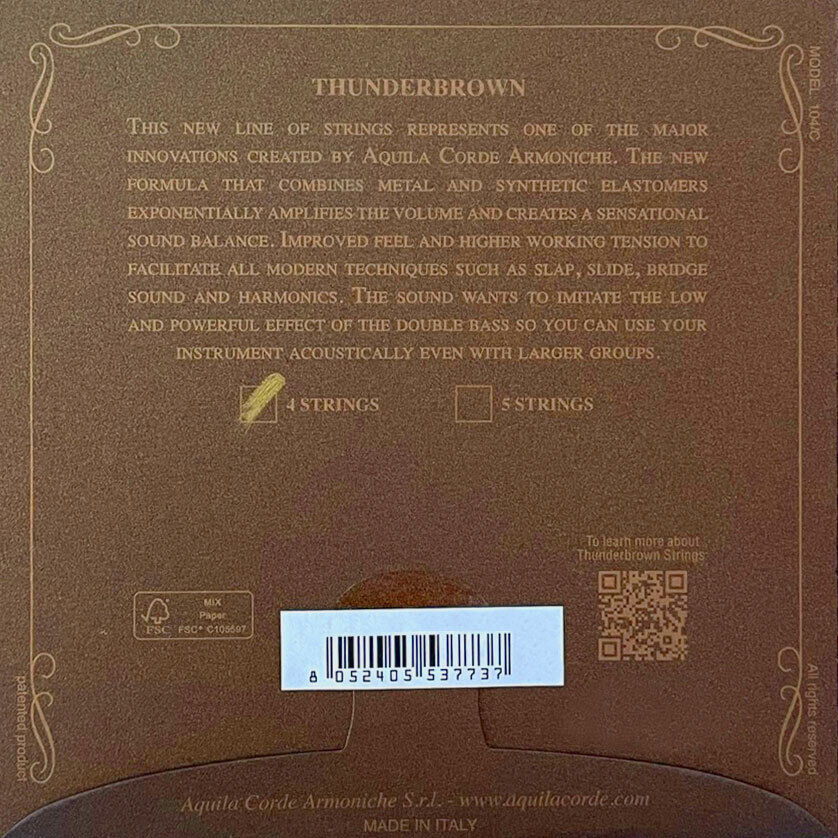 THUNDERBROWN
THIS NEW LINE OF STRINGS REPRESENTS ONE OF THE MAJOR
INNOVATIONS CREATED BY AQUILA CORDE ARMONICHE. THE NEW
FORMULA THAT COMBINES METAL AND SYNTHETIC ELASTOMERS
EXPONENTIALLY AMPLIFIES THE VOLUME AND CREATES A SENSATIONAL
SOUND BALANCE. IMPROVED FEEL AND HIGHER WORKING TENSION TO
FACILITATE ALL MODERN TECHNIQUES SUCH AS SLAP, SLIDE, BRIDGE
SOUND AND HARMONICS. THE SOUND WANTS TO IMITATE THE LOW
AND POWERFUL EFFECT OF THE DOUBLE BASS SO YOU CAN USE YOUR
INSTRUMENT ACOUSTICALLY EVEN WITH LARGER GROUPS.
4 STRINGS
5 STRINGS
MODEL 104/C
To learn more about
Thunderbrown Strings
FSC
MIX
Paper
FSC® C105597
8 052405 537737
patented product
All rights reserved
Aquila Corde Armoniche S.r.l. - www.aquilacorde.com
MADE IN ITALY